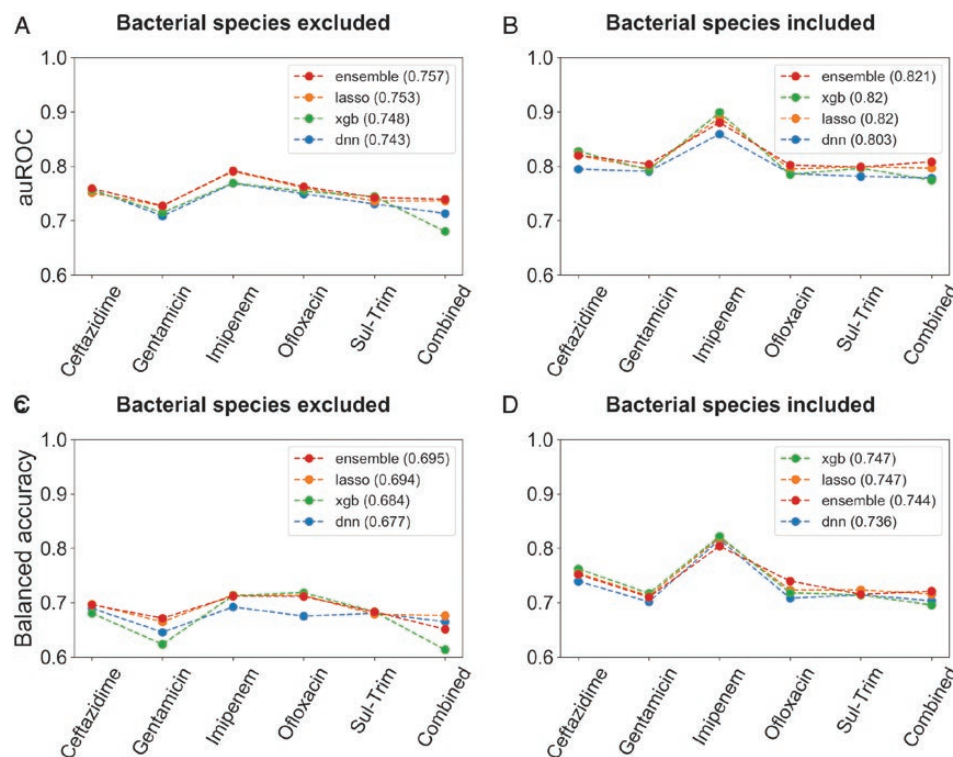 A
Bacterial species excluded
auROC
1.0
0.9
0.8
0.7
0.6
ensemble (0.757)
lasso (0.753)
xgb (0.748)
dnn (0.743)
Ceftazidime
Gentamicin
Imipenem
Ofloxacin
Sul-Trim
Combined
B
Bacterial species included
1.0
0.9
0.8
0.7
0.6
ensemble (0.821)
xgb (0.82)
lasso (0.82)
dnn (0.803)
Ceftazidime
Gentamicin
Imipenem
Ofloxacin
Sul-Trim
Combined
C
Bacterial species excluded
Balanced accuracy
1.0
0.9
0.8
0.7
0.6
ensemble (0.695)
lasso (0.694)
xgb (0.684)
dnn (0.677)
Ceftazidime
Gentamicin
Imipenem
Ofloxacin
Sul-Trim
Combined
D
Bacterial species included
1.0
0.9
0.8
0.7
0.6
xgb (0.747)
lasso (0.747)
ensemble (0.744)
dnn (0.736)
Ceftazidime
Gentamicin
Imipenem
Ofloxacin
Sul-Trim
Combined